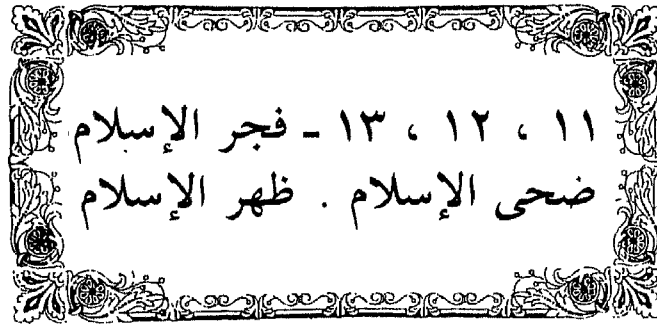 ١١ ، ١٢ ، ١٣ ـ فجر الإسلام
ضحى الإسلام . ظهر الإسلام